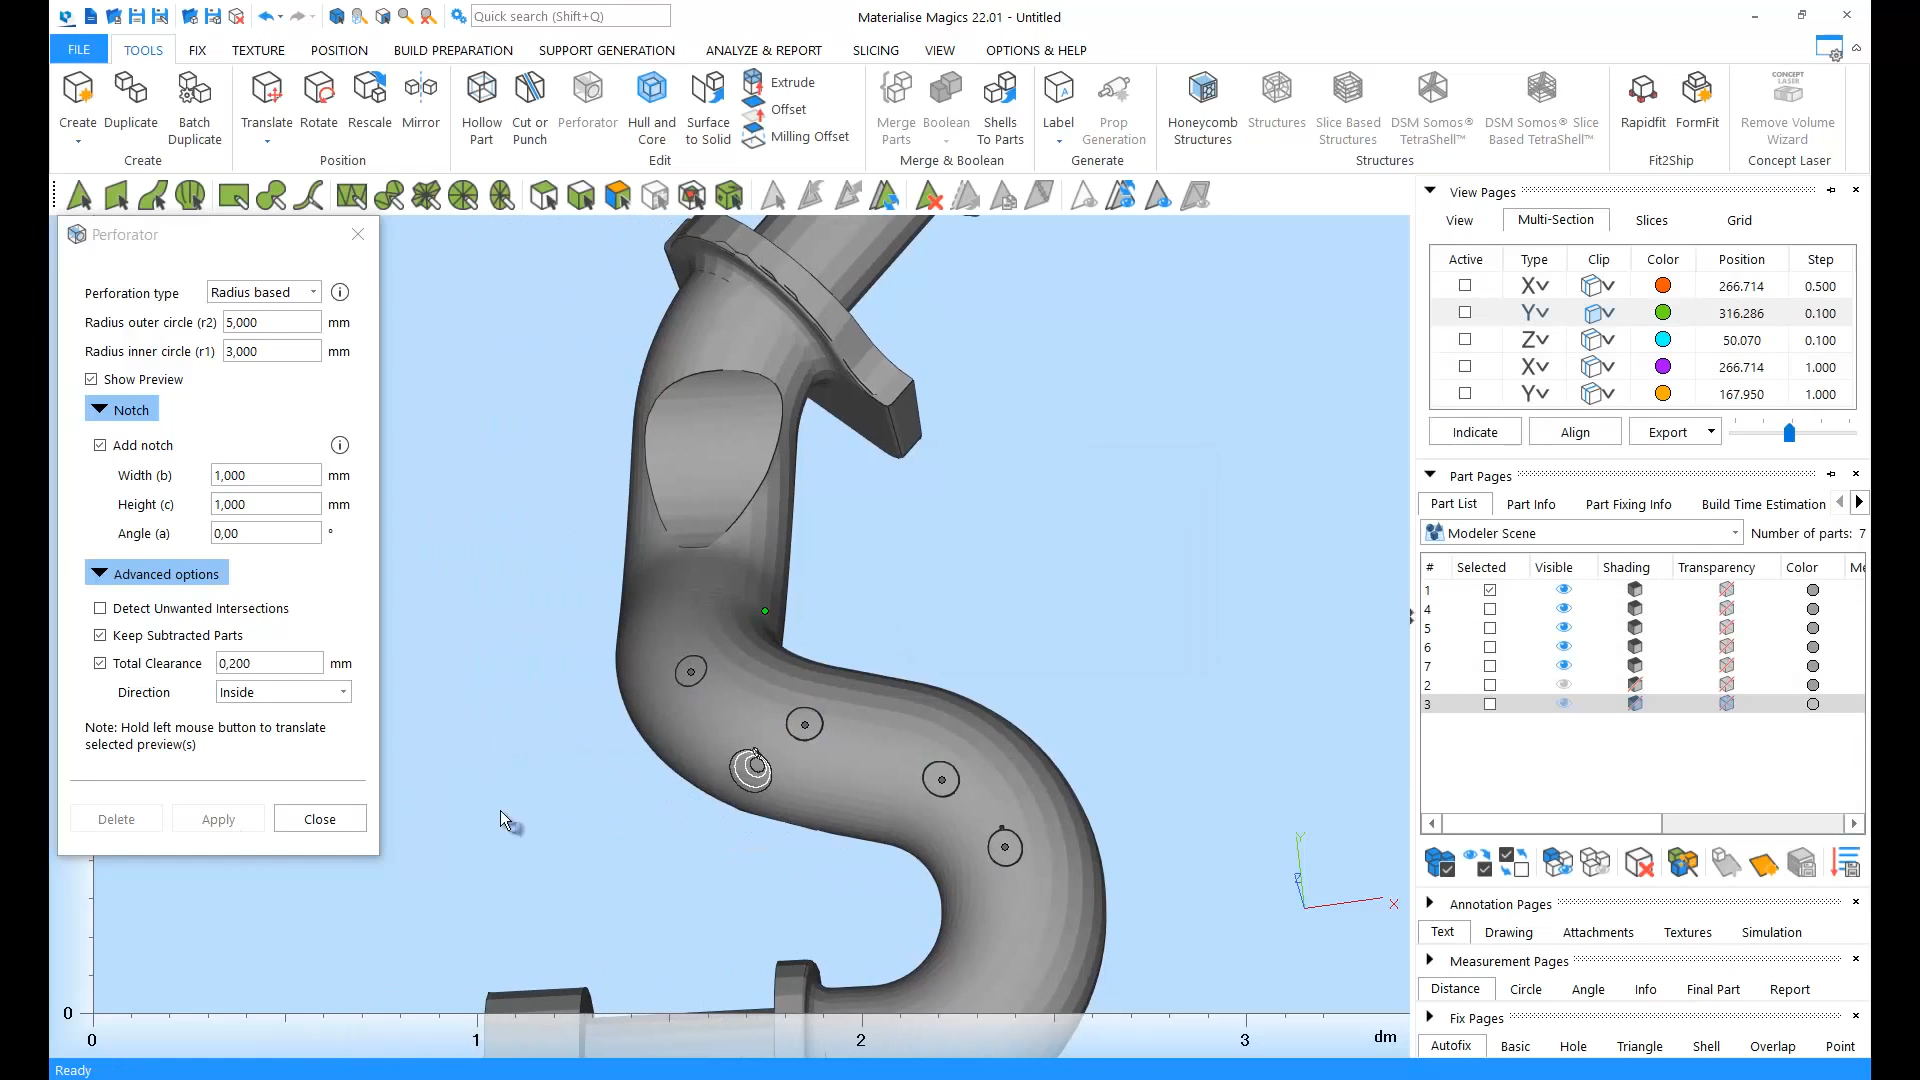 Quick search (Shift+Q)
Materialise Magics 22.01 - Untitled
FILE TOOLS FIX TEXTURE POSITION BUILD PREPARATION SUPPORT GENERATION ANALYZE & REPORT SLICING VIEW OPTIONS & HELP
Create Duplicate Batch Duplicate
Create
Translate Rotate Rescale Mirror
Position
Hollow Part Cut or Punch Perforator Hull and Core Surface to Solid Extrude Offset Milling Offset
Edit
Merge Parts Boolean Shells To Parts
Merge & Boolean
Label Prop Generation
Generate
Honeycomb Structures Structures Slice Based Structures DSM Somos® TetraShell™ DSM Somos® Slice Based TetraShell™
Structures
Rapidfit FormFit
Fit2Ship
CONCEPT LASER
Remove Volume Wizard
Concept Laser
Perforator
Perforation type Radius based
Radius outer circle (r2) 5,000 mm
Radius inner circle (r1) 3,000 mm
Show Preview
Notch
Add notch
Width (b) 1,000 mm
Height (c) 1,000 mm
Angle (a) 0,00 °
Advanced options
Detect Unwanted Intersections
Keep Subtracted Parts
Total Clearance 0,200 mm
Direction Inside
Note: Hold left mouse button to translate
selected preview(s)
Delete Apply Close
Y
Z
X
0
0 1 2 3 dm
View Pages
View Multi-Section Slices Grid
Active Type Clip Color Position Step
X 266.714 0.500
Y 316.286 0.100
Z 50.070 0.100
X 266.714 1.000
Y 167.950 1.000
Indicate Align Export
Part Pages
Part List Part Info Part Fixing Info Build Time Estimation
Modeler Scene Number of parts: 7
# Selected Visible Shading Transparency Color Me
1
4
5
6
7
2
3
Annotation Pages
Text Drawing Attachments Textures Simulation
Measurement Pages
Distance Circle Angle Info Final Part Report
Fix Pages
Autofix Basic Hole Triangle Shell Overlap Point
Ready